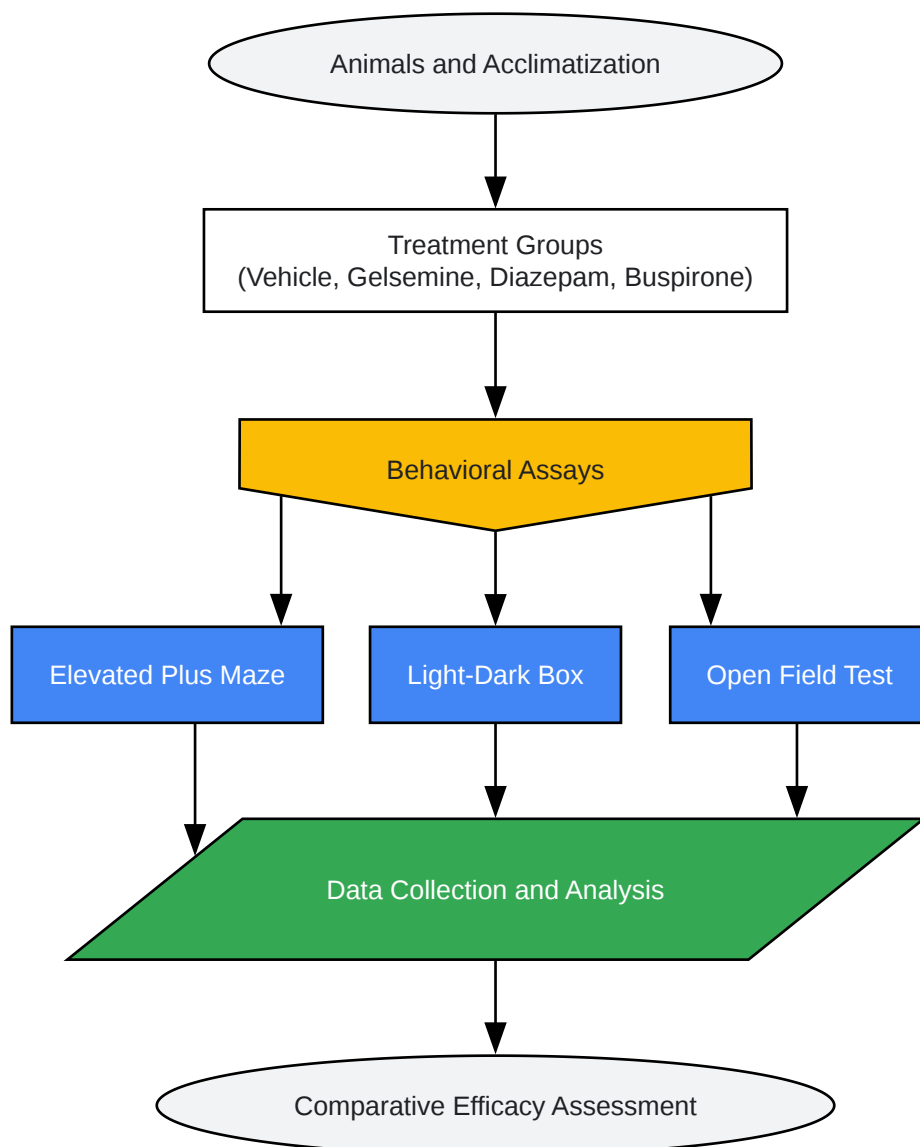 Animals and Acclimatization
Treatment Groups
(Vehicle, Gelsemine, Diazepam, Buspirone)
Behavioral Assays
Elevated Plus Maze
Light-Dark Box
Open Field Test
Data Collection and Analysis
Comparative Efficacy Assessment